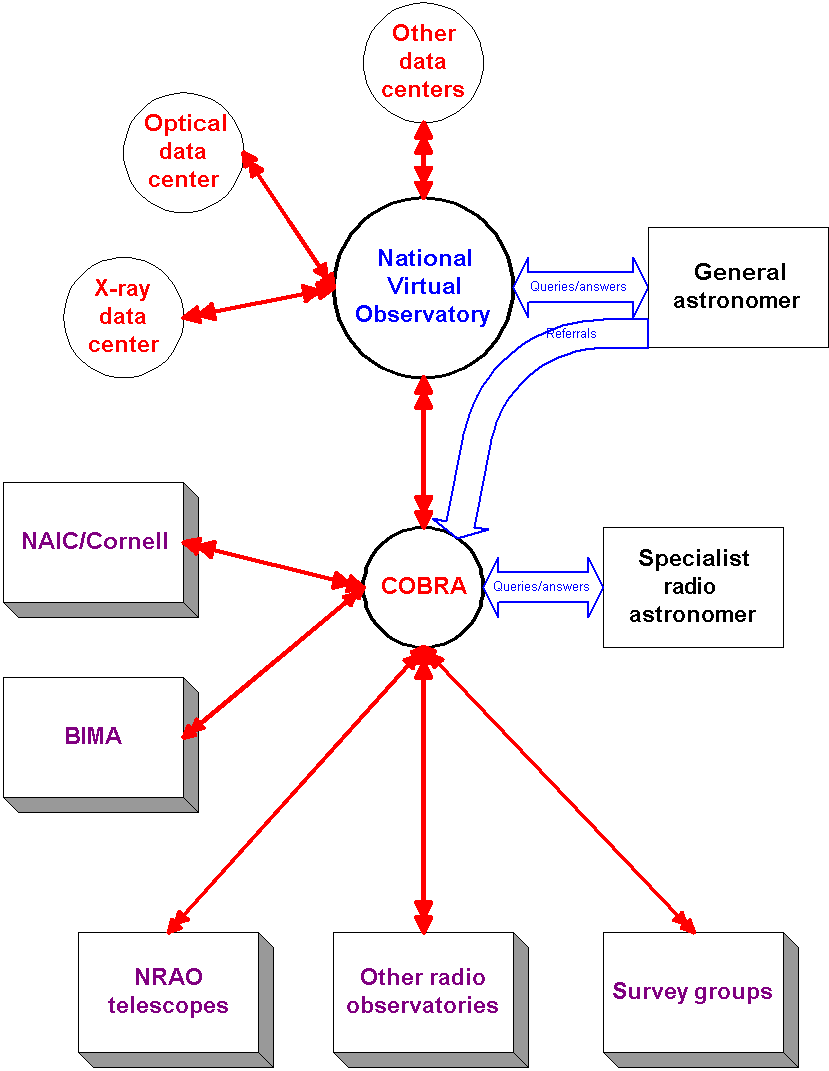 Other
data
centers
Optical
data
center
X-ray
data
center
National
Virtual
Observatory
Queries/answers
General
astronomer
Referrals
NAIC/Cornell
COBRA
Queries/answers
Specialist
radio
astronomer
BIMA
NRAO
telescopes
Other radio
observatories
Survey groups